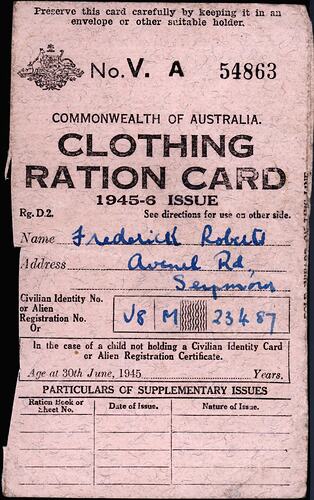 Preserve this card carefully by keeping it in an
envelope or other suitable holder.
No. V. A 54863
COMMONWEALTH OF AUSTRALIA.
CLOTHING
RATION CARD
1945-6 ISSUE
Rg. D.2. See directions for use on other side.
Name Frederick Roberts
Address Avenel Rd,
Seymour
Civilian Identity No.
or Alien
Registration No.
Or
V8 M 23487
In the case of a child not holding a Civilian Identity Card
or Alien Registration Certificate.
Age at 30th June, 1945 Years.
PARTICULARS OF SUPPLEMENTARY ISSUES
Ration Book or
Sheet No.
Date of Issue.
Nature of Issue.